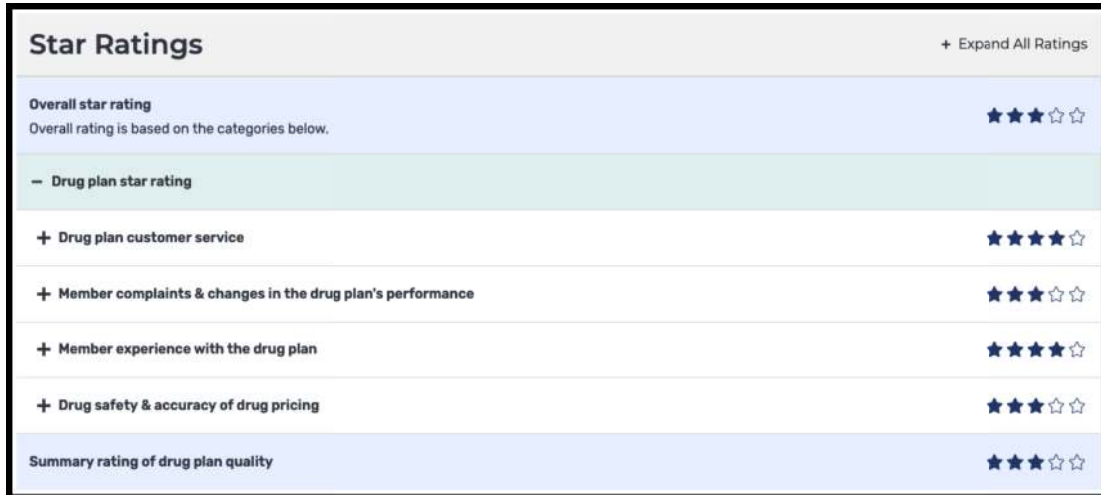 Star Ratings
+ Expand All Ratings
Overall star rating
Overall rating is based on the categories below.
− Drug plan star rating
+ Drug plan customer service
+ Member complaints & changes in the drug plan's performance
+ Member experience with the drug plan
+ Drug safety & accuracy of drug pricing
Summary rating of drug plan quality